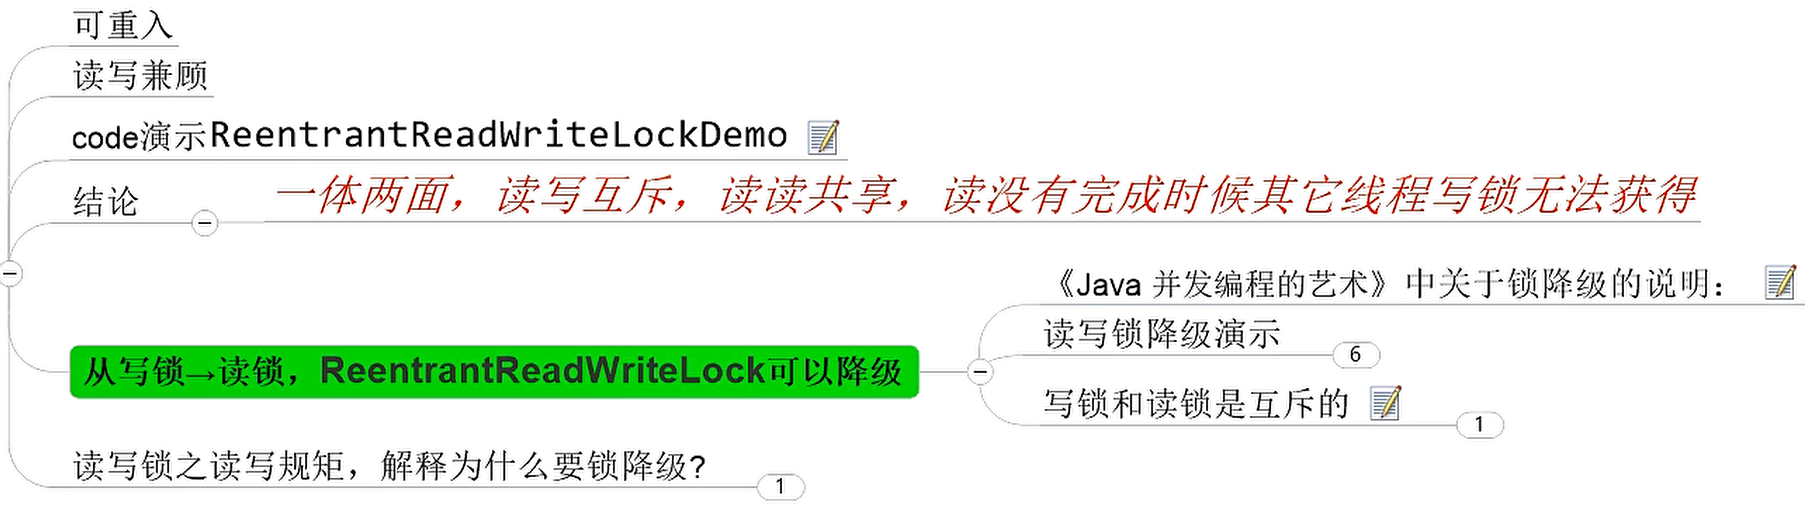 可重入
读写兼顾
code演示ReentrantReadWriteLockDemo
结论
一体两面，读写互斥，读读共享，读没有完成时候其它线程写锁无法获得
从写锁→读锁，ReentrantReadWriteLock可以降级
《Java 并发编程的艺术》中关于锁降级的说明：
读写锁降级演示
6
写锁和读锁是互斥的
1
读写锁之读写规矩，解释为什么要锁降级?
1